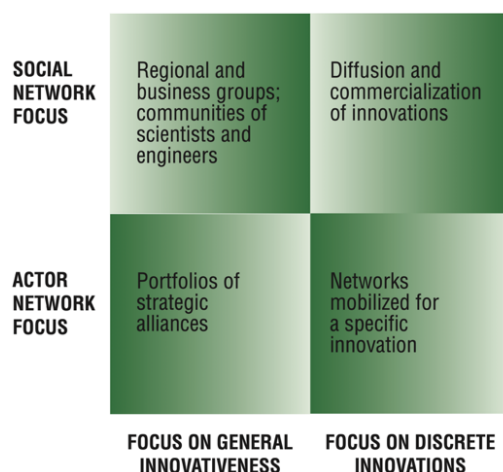 SOCIAL
NETWORK
FOCUS
Regional and
business groups;
communities of
scientists and
engineers
Diffusion and
commercialization
of innovations
ACTOR
NETWORK
FOCUS
Portfolios of
strategic
alliances
Networks
mobilized for
a specific
innovation
FOCUS ON GENERAL
INNOVATIVENESS
FOCUS ON DISCRETE
INNOVATIONS